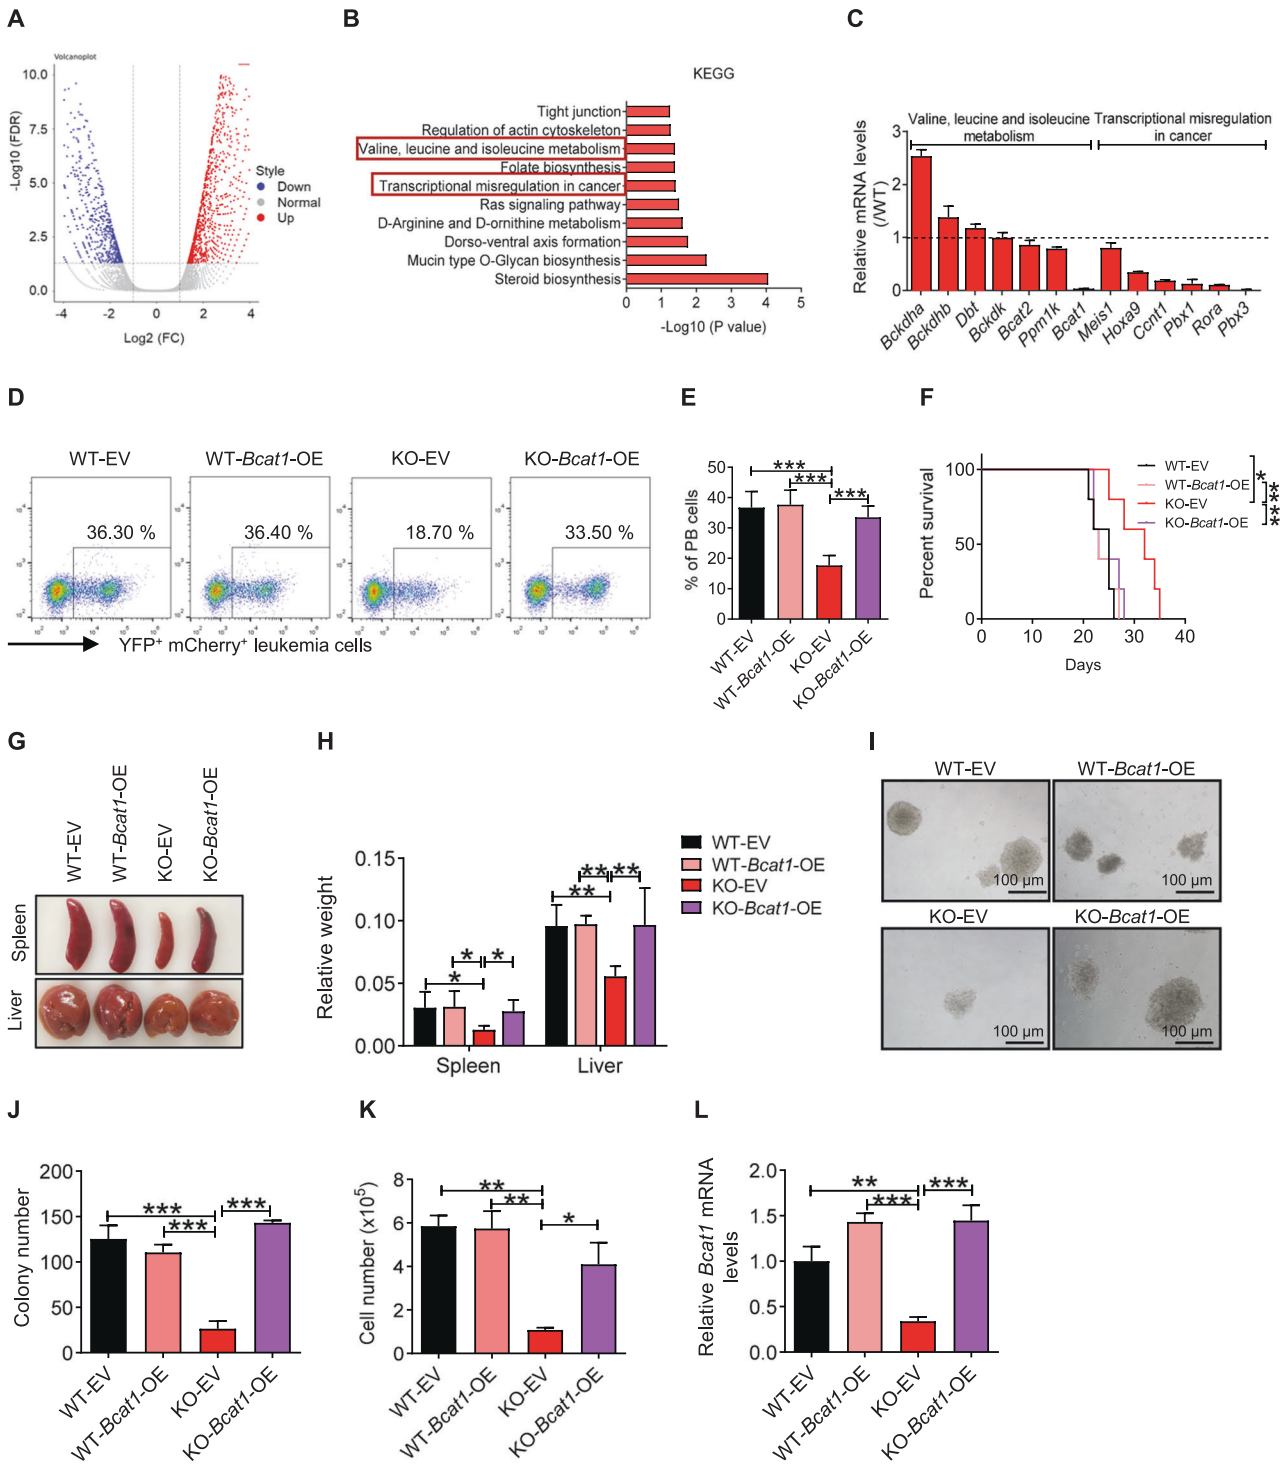 A
Volcanoplot
-Log10 (FDR)
10.0
7.5
5.0
2.5
0.0
-4
-2
0
2
4
Log2 (FC)
Style
Down
Normal
Up
B
KEGG
Tight junction
Regulation of actin cytoskeleton
Valine, leucine and isoleucine metabolism
Folate biosynthesis
Transcriptional misregulation in cancer
Ras signaling pathway
D-Arginine and D-ornithine metabolism
Dorso-ventral axis formation
Mucin type O-Glycan biosynthesis
Steroid biosynthesis
0 1 2 3 4 5
-Log10 (P value)
C
Valine, leucine and isoleucine metabolism
Transcriptional misregulation in cancer
Relative mRNA levels (/WT)
3
2
1
0
Bckdha
Bckdhb
Dbt
Bckdk
Bcat2
Ppm1k
Bcat1
Meis1
Hoxa9
Ccnt1
Pbx1
Rora
Pbx3
D
WT-EV
WT-Bcat1-OE
KO-EV
KO-Bcat1-OE
36.30 %
36.40 %
18.70 %
33.50 %
YFP⁺ mCherry⁺ leukemia cells
E
% of PB cells
50
40
30
20
10
0
***
***
***
WT-EV
WT-Bcat1-OE
KO-EV
KO-Bcat1-OE
F
Percent survival
100
50
0
0 10 20 30 40
Days
WT-EV
WT-Bcat1-OE
KO-EV
KO-Bcat1-OE
*
**
**
G
WT-EV
WT-Bcat1-OE
KO-EV
KO-Bcat1-OE
Spleen
Liver
H
Relative weight
0.15
0.10
0.05
0.00
*
*
*
**
**
**
Spleen
Liver
WT-EV
WT-Bcat1-OE
KO-EV
KO-Bcat1-OE
I
WT-EV
WT-Bcat1-OE
100 µm
100 µm
KO-EV
KO-Bcat1-OE
100 µm
100 µm
J
Colony number
200
150
100
50
0
***
***
***
WT-EV
WT-Bcat1-OE
KO-EV
KO-Bcat1-OE
K
Cell number (x10⁵)
8
6
4
2
0
**
**
*
WT-EV
WT-Bcat1-OE
KO-EV
KO-Bcat1-OE
L
Relative Bcat1 mRNA levels
2.0
1.5
1.0
0.5
0.0
**
***
***
WT-EV
WT-Bcat1-OE
KO-EV
KO-Bcat1-OE